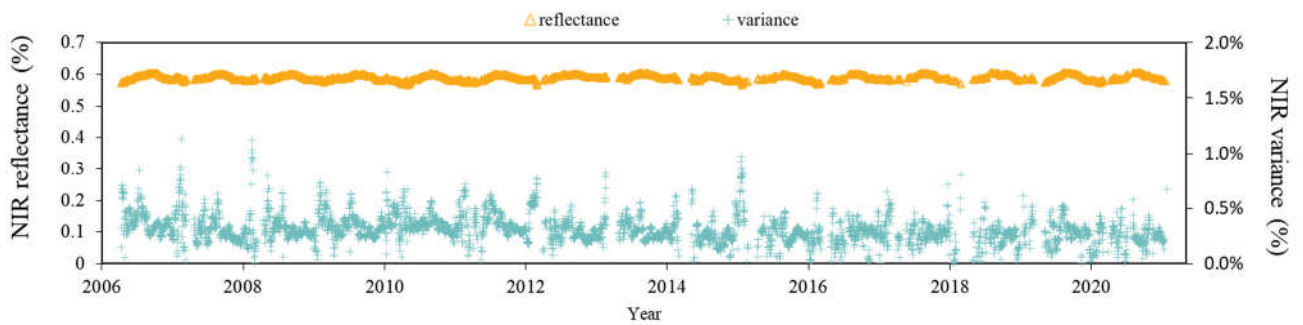 reflectance variance
0.7
0.6
0.5
0.4
0.3
0.2
0.1
0
NIR reflectance (%)
2.0%
1.5%
1.0%
0.5%
0.0%
NIR variance (%)
2006 2008 2010 2012 2014 2016 2018 2020
Year